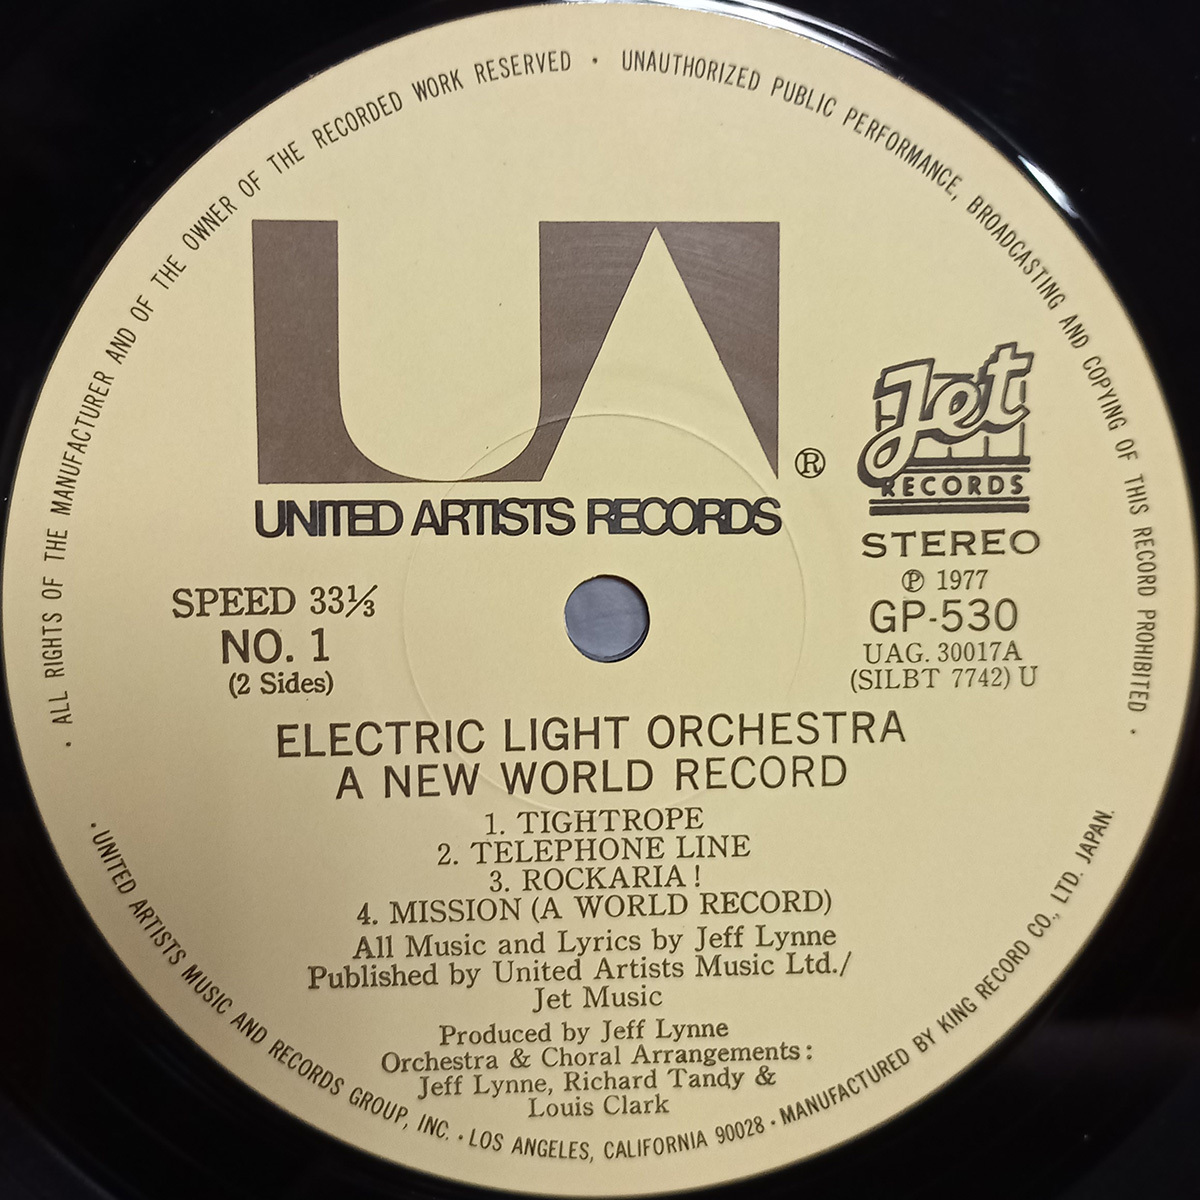 · ALL RIGHTS OF THE MANUFACTURER AND OF THE OWNER OF THE RECORDED WORK RESERVED · UNAUTHORIZED PUBLIC PERFORMANCE, BROADCASTING AND COPYING OF THIS RECORD PROHIBITED ·
UA
®
UNITED ARTISTS RECORDS
Jet
RECORDS
STEREO
SPEED 33⅓
NO. 1
(2 Sides)
℗ 1977
GP-530
UAG. 30017A
(SILBT 7742) U
ELECTRIC LIGHT ORCHESTRA
A NEW WORLD RECORD
1. TIGHTROPE
2. TELEPHONE LINE
3. ROCKARIA!
4. MISSION (A WORLD RECORD)
All Music and Lyrics by Jeff Lynne
Published by United Artists Music Ltd./
Jet Music
Produced by Jeff Lynne
Orchestra & Choral Arrangements:
Jeff Lynne, Richard Tandy &
Louis Clark
· UNITED ARTISTS MUSIC AND RECORDS GROUP, INC. · LOS ANGELES, CALIFORNIA 90028 · MANUFACTURED BY KING RECORD CO., LTD. JAPAN.